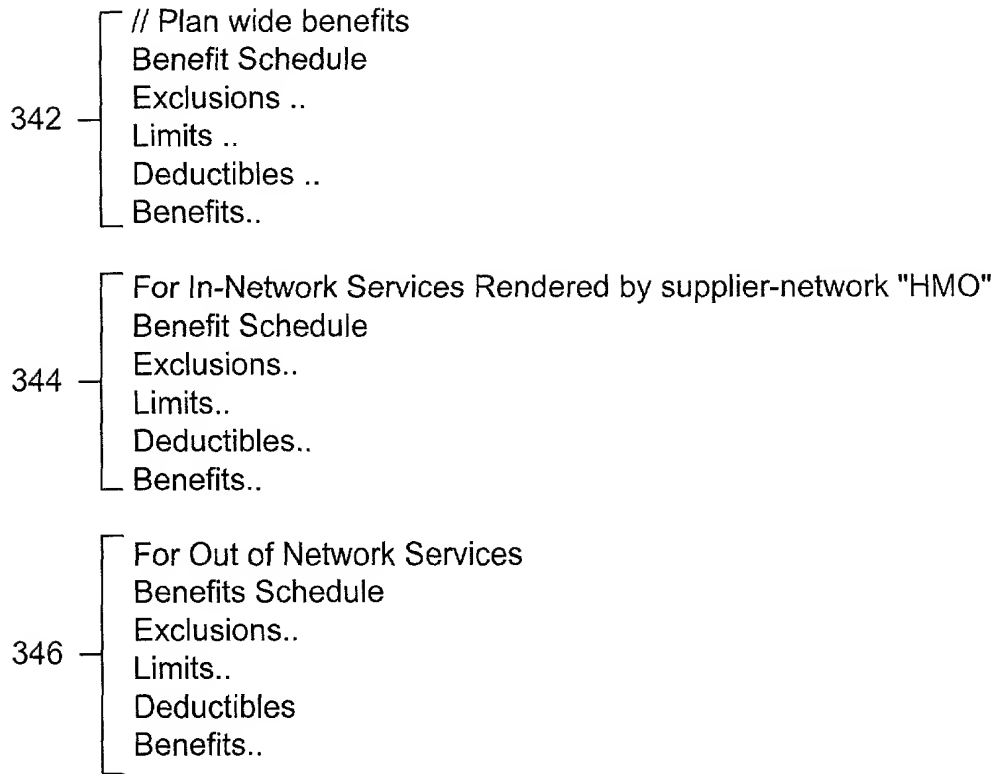 // Plan wide benefits
Benefit Schedule
Exclusions ..
342
Limits ..
Deductibles ..
Benefits..
For In-Network Services Rendered by supplier-network "HMO"
Benefit Schedule
Exclusions..
344
Limits..
Deductibles..
Benefits..
For Out of Network Services
Benefits Schedule
Exclusions..
346
Limits..
Deductibles
Benefits..